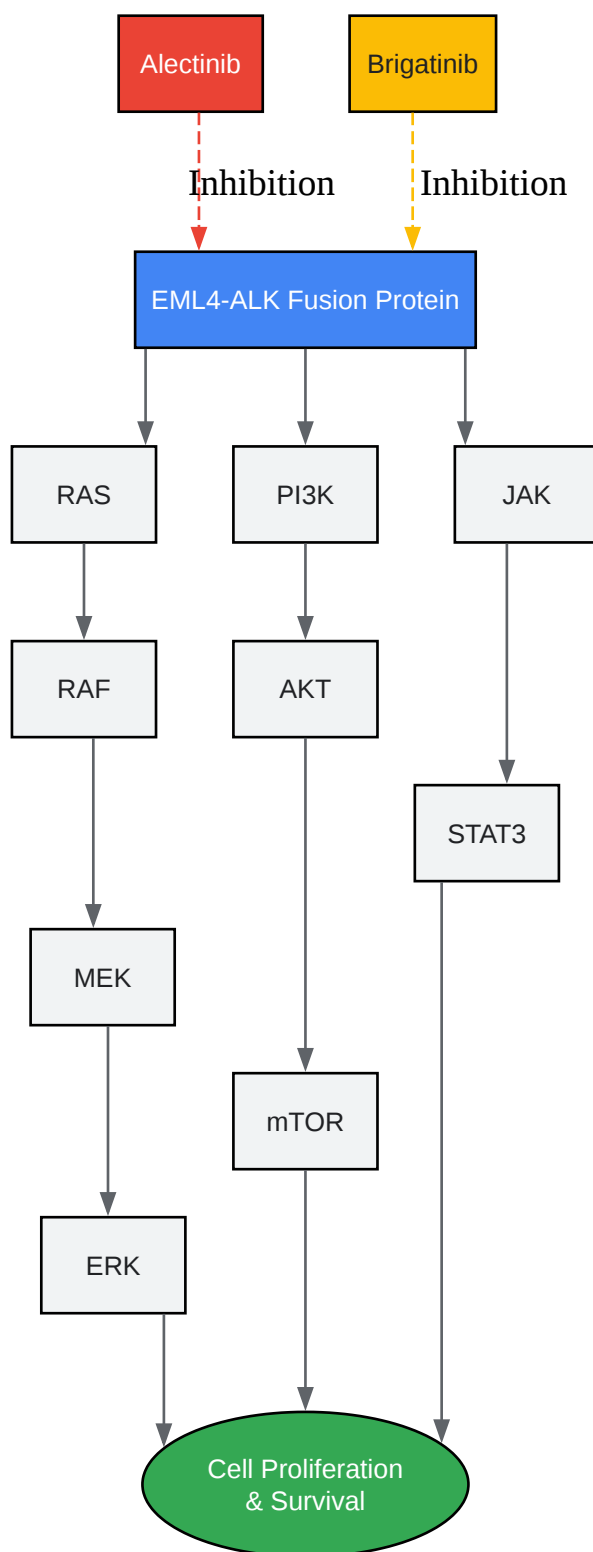 Alectinib
Brigatinib
Inhibition
Inhibition
EML4-ALK Fusion Protein
RAS
PI3K
JAK
RAF
AKT
STAT3
MEK
mTOR
ERK
Cell Proliferation
& Survival